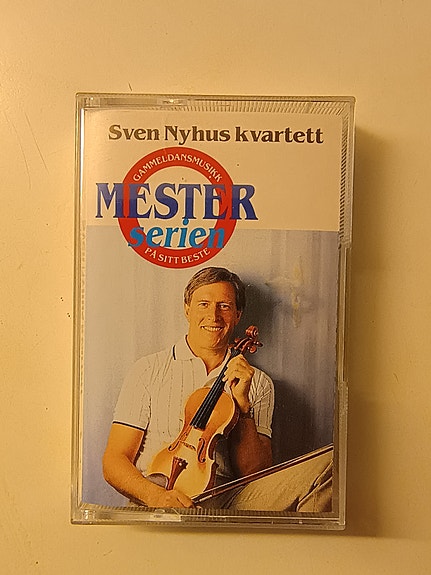 Sven Nyhus kvartett
GAMMELDANSMUSIKK
MESTER
serien
PÅ SITT BESTE